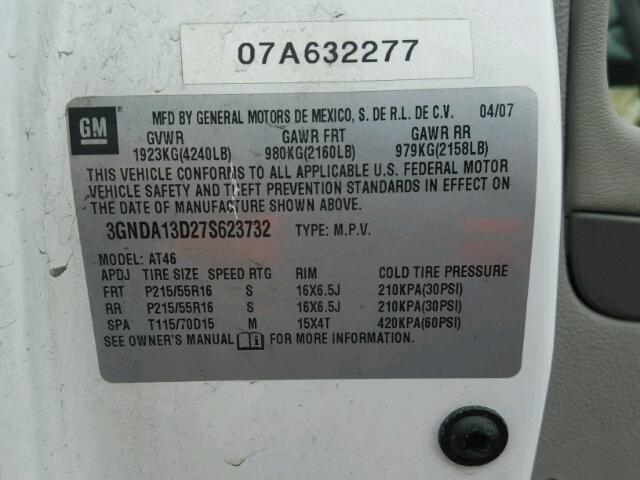 07A632277
GM
MFD BY GENERAL MOTORS DE MEXICO, S. DE R.L. DE C.V. 04/07
GVWR GAWR FRT GAWR RR
1923KG(4240LB) 980KG(2160LB) 979KG(2158LB)
THIS VEHICLE CONFORMS TO ALL APPLICABLE U.S. FEDERAL MOTOR
VEHICLE SAFETY AND THEFT PREVENTION STANDARDS IN EFFECT ON
THE DATE OF MANUFACTURE SHOWN ABOVE.
3GNDA13D27S623732 TYPE: M.P.V.
MODEL: AT46
APDJ TIRE SIZE SPEED RTG RIM COLD TIRE PRESSURE
FRT P215/55R16 S 16X6.5J 210KPA(30PSI)
RR P215/55R16 S 16X6.5J 210KPA(30PSI)
SPA T115/70D15 M 15X4T 420KPA(60PSI)
SEE OWNER'S MANUAL FOR ADDITIONAL INFORMATION.